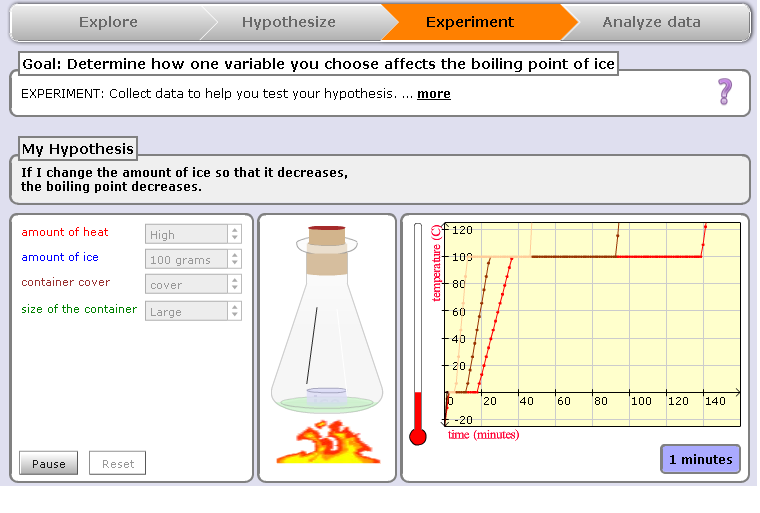 Explore Hypothesize Experiment Analyze data
Goal: Determine how one variable you choose affects the boiling point of ice
EXPERIMENT: Collect data to help you test your hypothesis. ... more
?
My Hypothesis
If I change the amount of ice so that it decreases,
the boiling point decreases.
amount of heat High
amount of ice 100 grams
container cover cover
size of the container Large
Pause Reset
temperature (C)
120
100
80
60
40
20
0 20 40 60 80 100 120 140
-20
time (minutes)
1 minutes